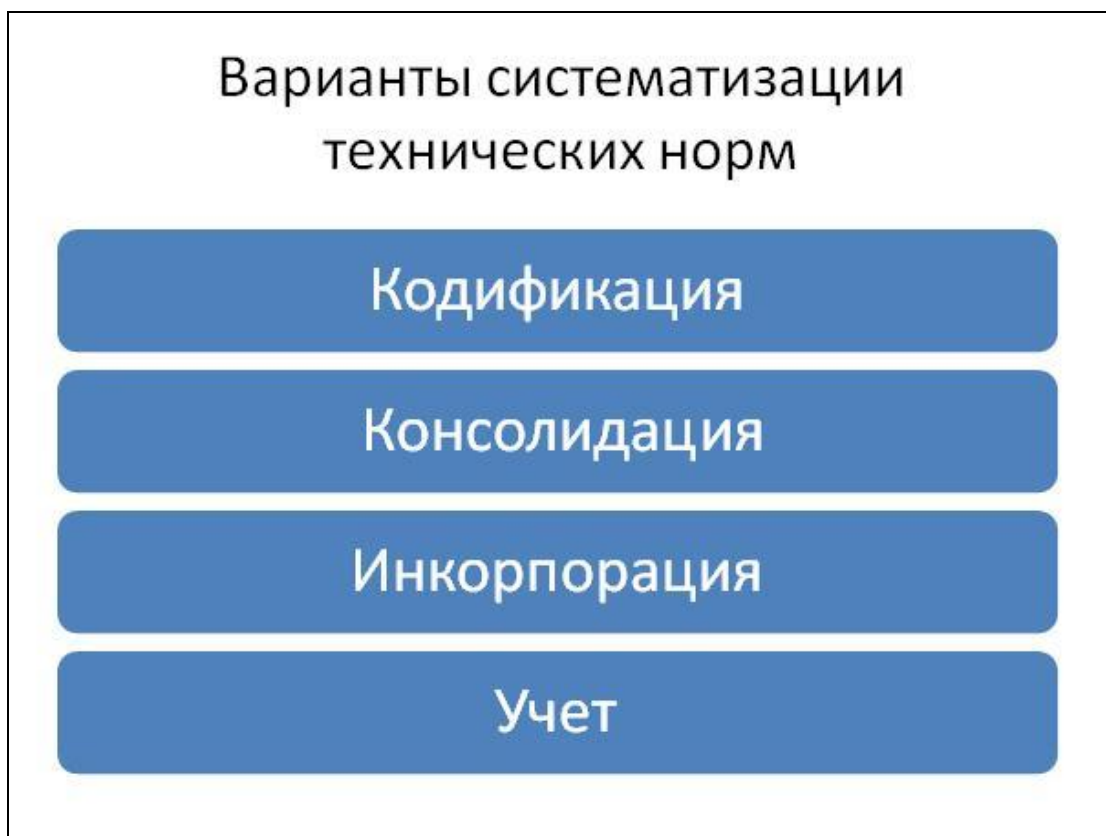 Варианты систематизации
технических норм
Кодификация
Консолидация
Инкорпорация
Учет